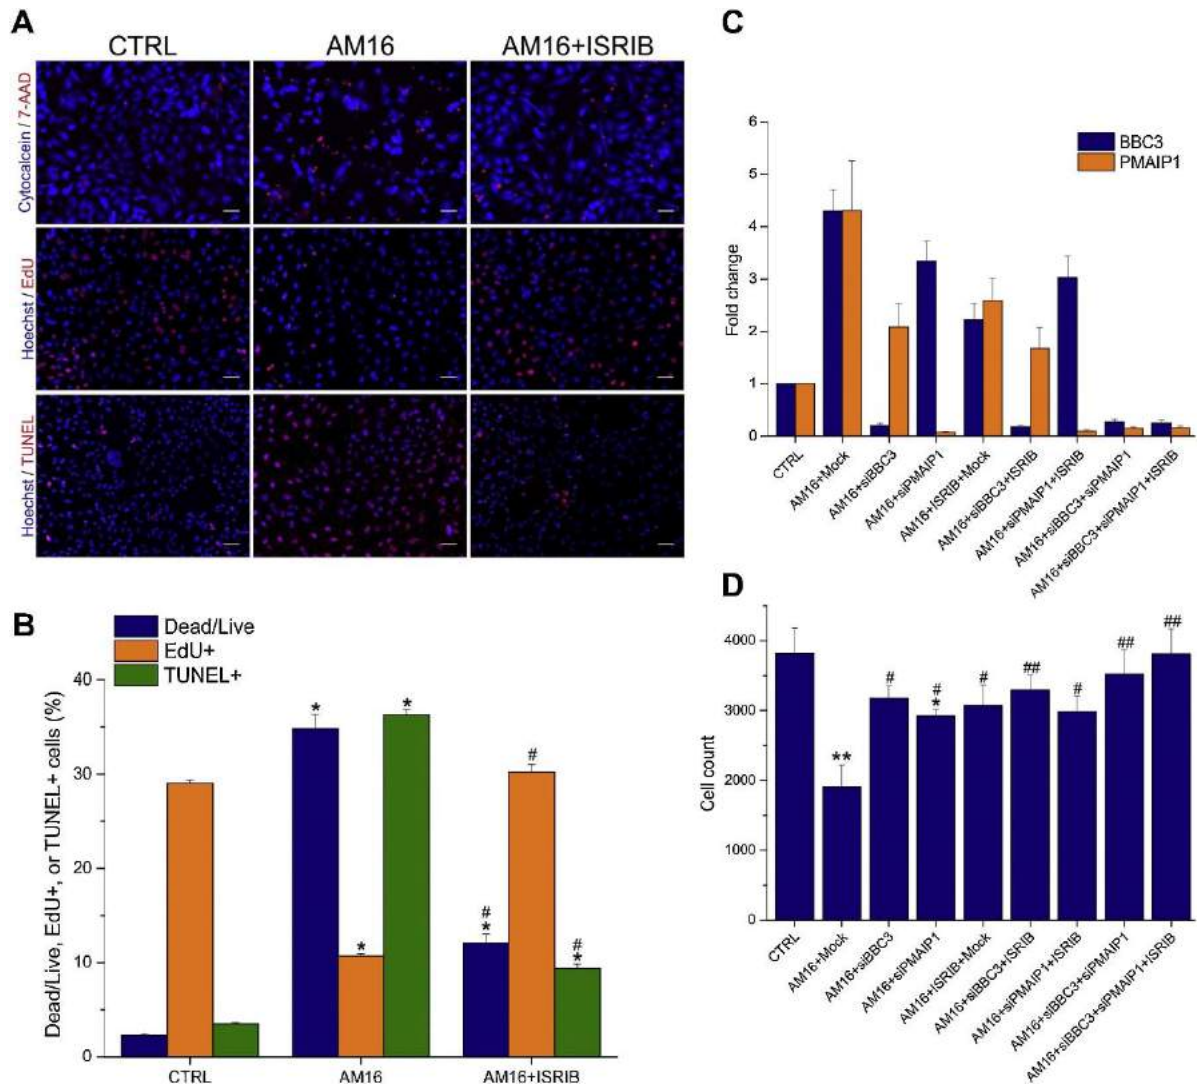 A
CTRL
AM16
AM16+ISRIB
Cytocalcein / 7-AAD
Hoechst / EdU
Hoechst / TUNEL
B
Dead/Live
EdU+
TUNEL+
Dead/Live, EdU+, or TUNEL+ cells (%)
40
30
20
10
0
*
*
*
#
*
#
#
*
CTRL
AM16
AM16+ISRIB
C
BBC3
PMAIP1
Fold change
6
5
4
3
2
1
0
CTRL
AM16+Mock
AM16+siBBC3
AM16+siPMAIP1
AM16+ISRIB+Mock
AM16+siBBC3+ISRIB
AM16+siPMAIP1+ISRIB
AM16+siBBC3+siPMAIP1
AM16+siBBC3+siPMAIP1+ISRIB
D
Cell count
4000
3000
2000
1000
0
**
#
#
*
#
##
#
##
##
CTRL
AM16+Mock
AM16+siBBC3
AM16+siPMAIP1
AM16+ISRIB+Mock
AM16+siBBC3+ISRIB
AM16+siPMAIP1+ISRIB
AM16+siBBC3+siPMAIP1
AM16+siBBC3+siPMAIP1+ISRIB